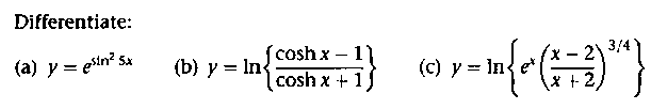 Differentiate:
(a) y = e^{sin² 5x} (b) y = ln{(cosh x − 1)/(cosh x + 1)} (c) y = ln{e^x ((x − 2)/(x + 2))^{3/4}}